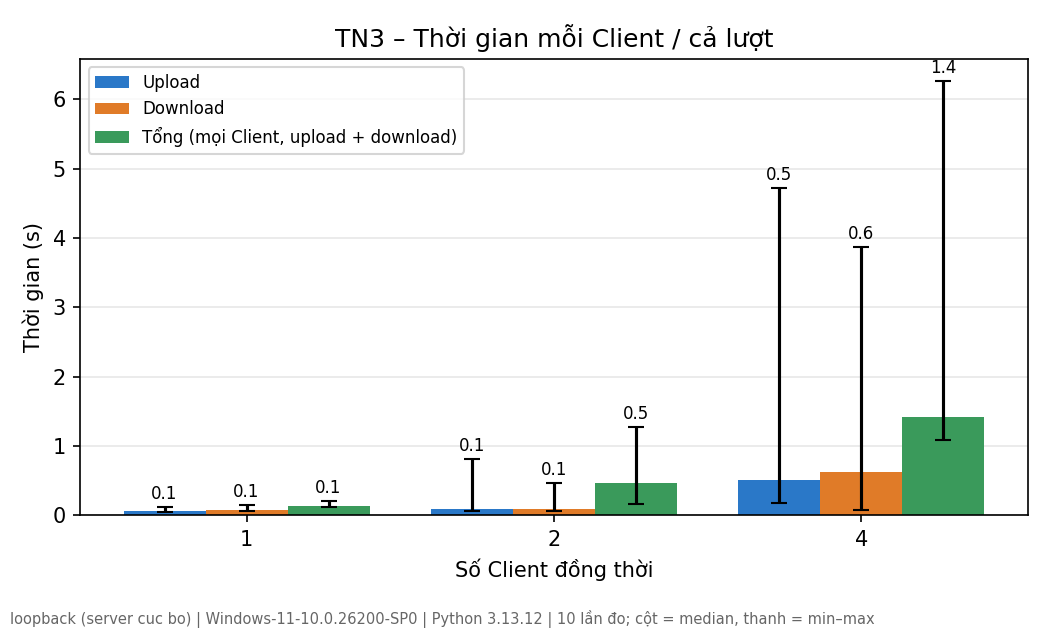 TN3 – Thời gian mỗi Client / cả lượt
Upload
Download
Tổng (mọi Client, upload + download)
Thời gian (s)
6
5
4
3
2
1
0
0.1
0.1
0.1
0.1
0.1
0.5
0.5
0.6
1.4
1
2
4
Số Client đồng thời
loopback (server cuc bo) | Windows-11-10.0.26200-SP0 | Python 3.13.12 | 10 lần đo; cột = median, thanh = min–max